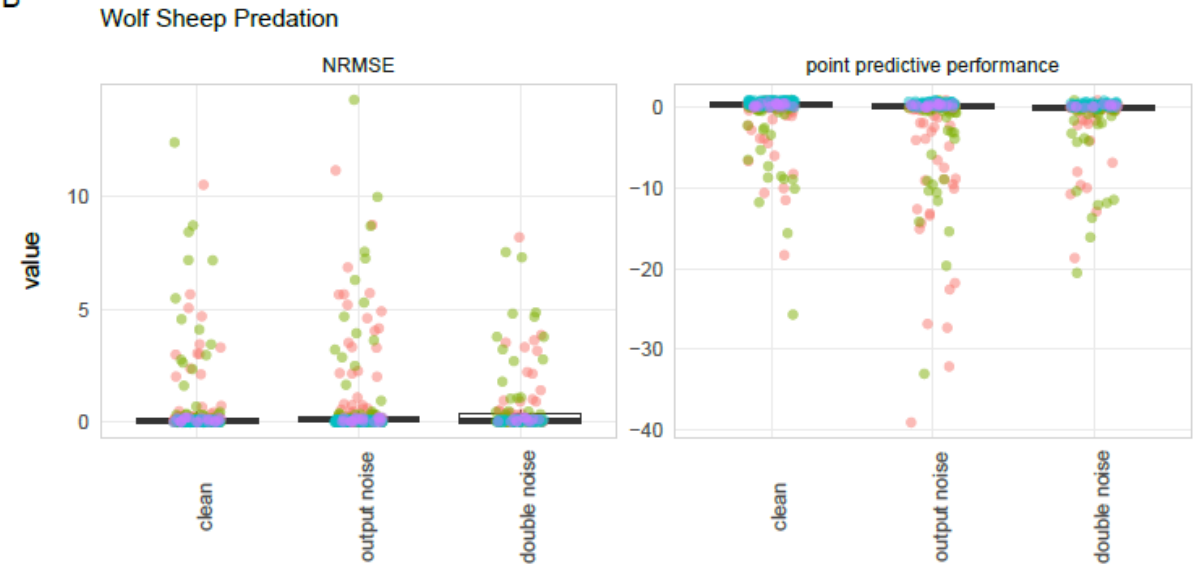 B
Wolf Sheep Predation
NRMSE
point predictive performance
value
10
5
0
0
−10
−20
−30
−40
clean
output noise
double noise
clean
output noise
double noise